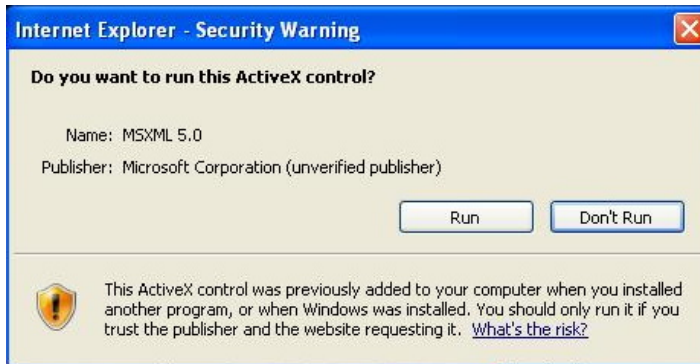 Internet Explorer - Security Warning
Do you want to run this ActiveX control?
Name: MSXML 5.0
Publisher: Microsoft Corporation (unverified publisher)
Run Don't Run
This ActiveX control was previously added to your computer when you installed
another program, or when Windows was installed. You should only run it if you
trust the publisher and the website requesting it. What's the risk?